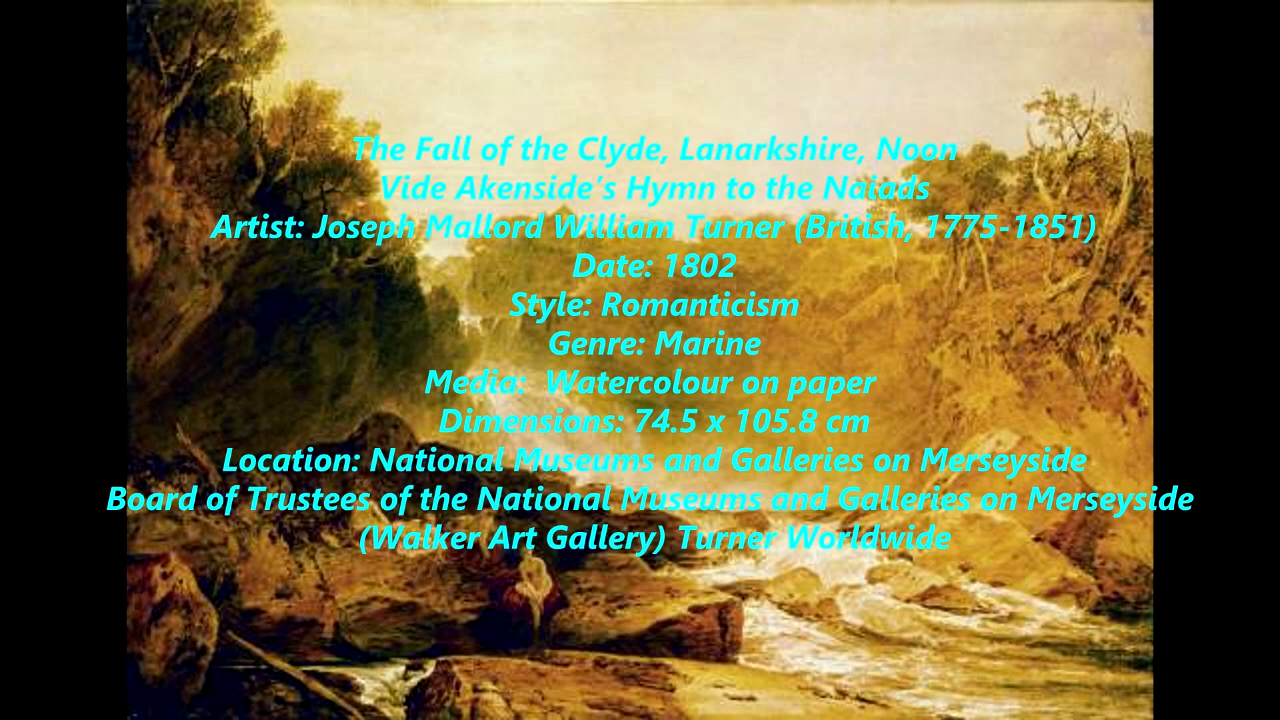 The Fall of the Clyde, Lanarkshire, Noon
Vide Akenside's Hymn to the Naiads
Artist: Joseph Mallord William Turner (British, 1775-1851)
Date: 1802
Style: Romanticism
Genre: Marine
Media:  Watercolour on paper
Dimensions: 74.5 x 105.8 cm
Location: National Museums and Galleries on Merseyside
Board of Trustees of the National Museums and Galleries on Merseyside
(Walker Art Gallery) Turner Worldwide